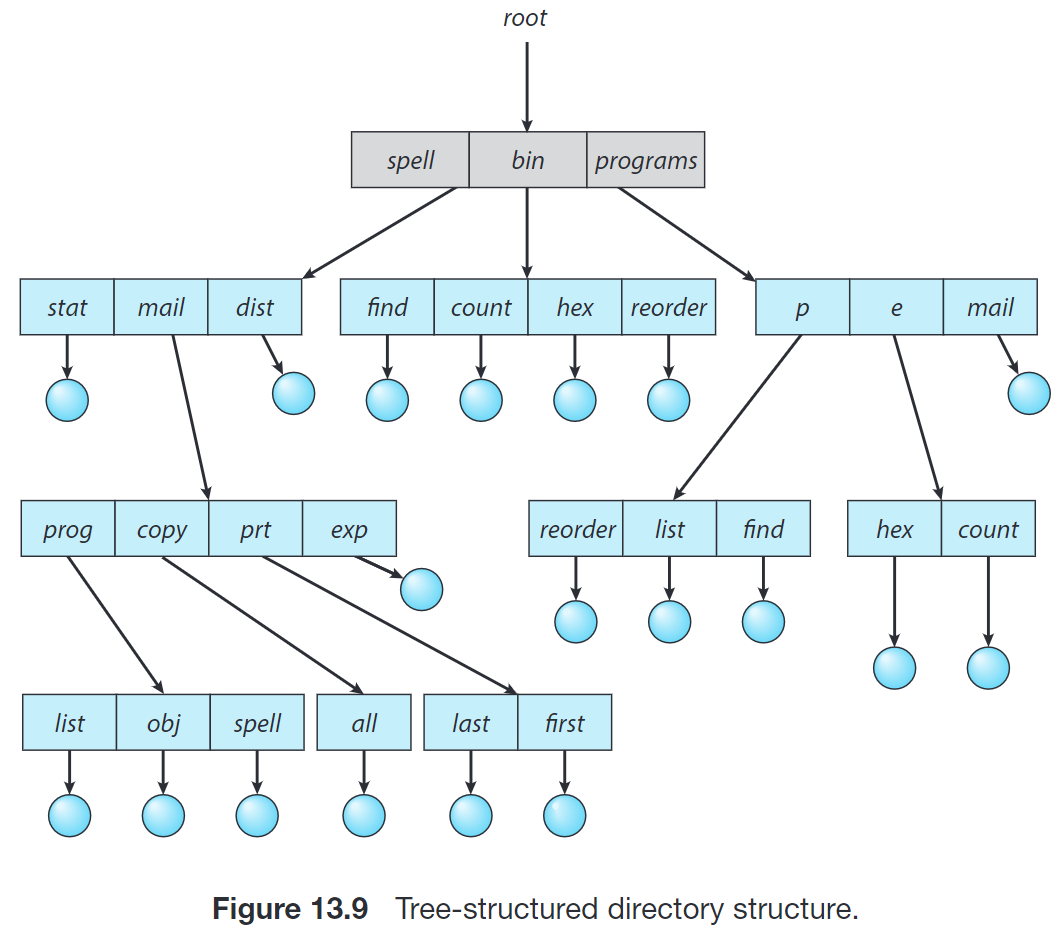 root
spell bin programs
stat mail dist find count hex reorder p e mail
prog copy prt exp reorder list find hex count
list obj spell all last first
Figure 13.9 Tree-structured directory structure.